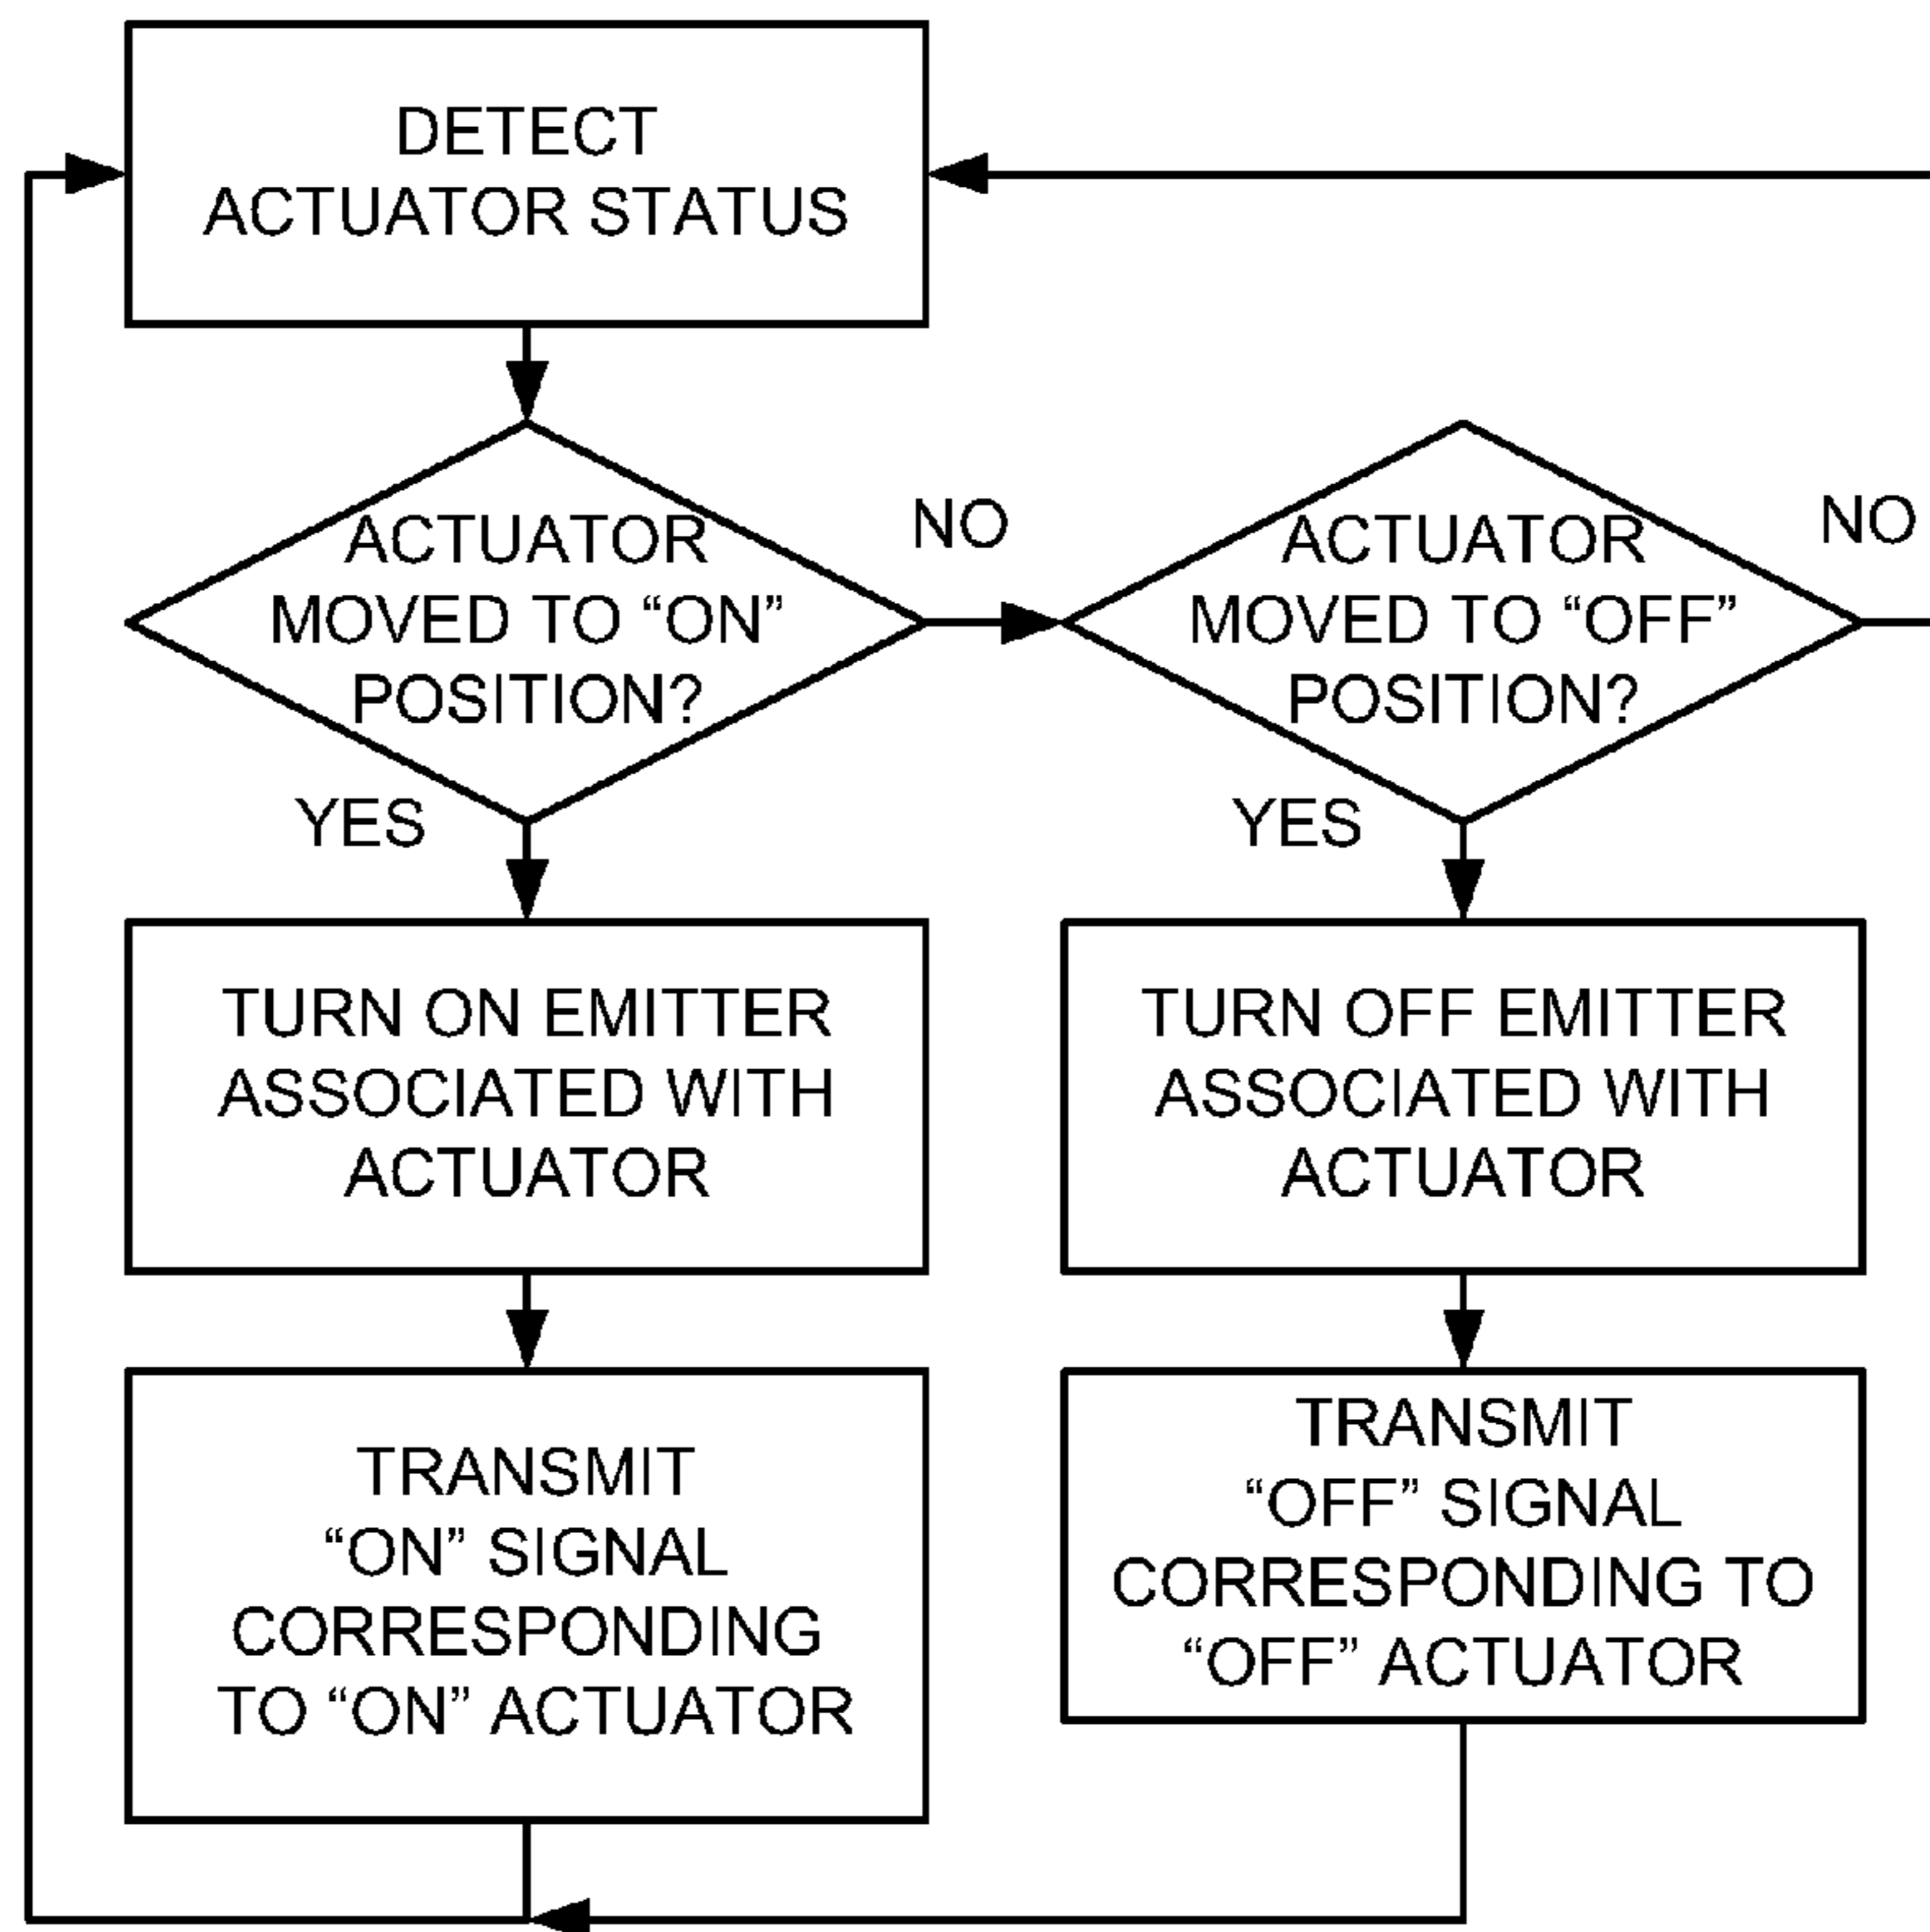 DETECT
ACTUATOR STATUS
ACTUATOR
MOVED TO “ON”
POSITION?
NO
YES
ACTUATOR
MOVED TO “OFF”
POSITION?
NO
YES
TURN ON EMITTER
ASSOCIATED WITH
ACTUATOR
TURN OFF EMITTER
ASSOCIATED WITH
ACTUATOR
TRANSMIT
“ON” SIGNAL
CORRESPONDING
TO “ON” ACTUATOR
TRANSMIT
“OFF” SIGNAL
CORRESPONDING TO
“OFF” ACTUATOR